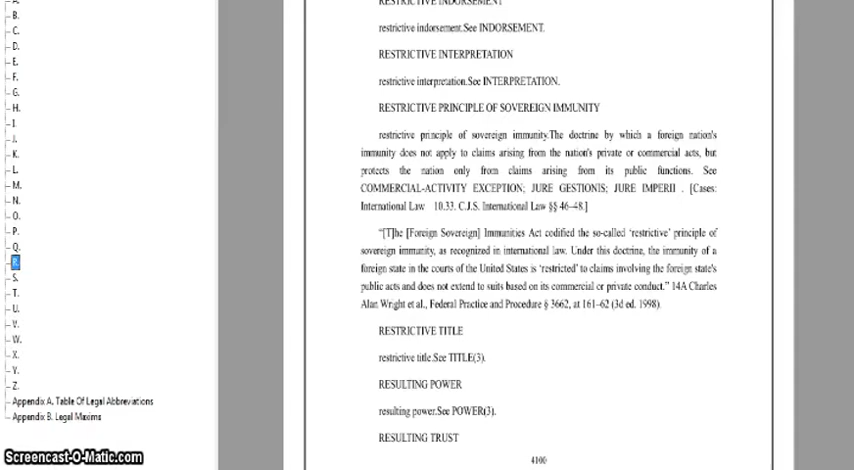 A.
B.
C.
D.
E.
F.
G.
H.
I.
J.
K.
L.
M.
N.
O.
P.
Q.
R.
S.
T.
U.
V.
W.
X.
Y.
Z.
Appendix A. Table Of Legal Abbreviations
Appendix B. Legal Maxims
RESTRICTIVE INDORSEMENT
restrictive indorsement.See INDORSEMENT.
RESTRICTIVE INTERPRETATION
restrictive interpretation.See INTERPRETATION.
RESTRICTIVE PRINCIPLE OF SOVEREIGN IMMUNITY
restrictive principle of sovereign immunity.The doctrine by which a foreign nation's
immunity does not apply to claims arising from the nation's private or commercial acts, but
protects the nation only from claims arising from its public functions. See
COMMERCIAL-ACTIVITY EXCEPTION; JURE GESTIONIS; JURE IMPERII . [Cases:
International Law 10.33. C.J.S. International Law §§ 46–48.]
“[T]he [Foreign Sovereign] Immunities Act codified the so-called ‘restrictive’ principle of
sovereign immunity, as recognized in international law. Under this doctrine, the immunity of a
foreign state in the courts of the United States is ‘restricted’ to claims involving the foreign state's
public acts and does not extend to suits based on its commercial or private conduct.” 14A Charles
Alan Wright et al., Federal Practice and Procedure § 3662, at 161–62 (3d ed. 1998).
RESTRICTIVE TITLE
restrictive title.See TITLE(3).
RESULTING POWER
resulting power.See POWER(3).
RESULTING TRUST
4100
Screencast-O-Matic.com